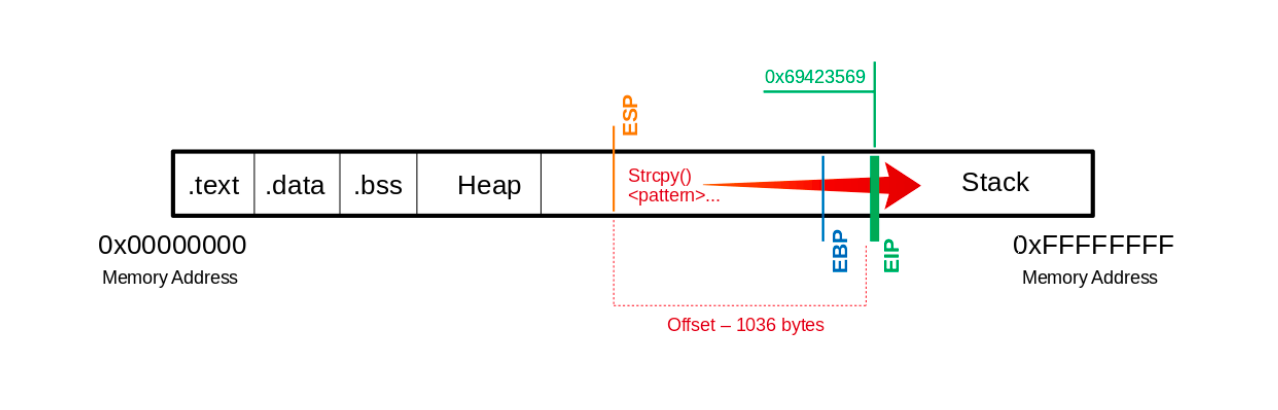 0x69423569
ESP
.text
.data
.bss
Heap
Strcpy()
<pattern>...
Stack
0x00000000
Memory Address
EBP
EIP
0xFFFFFFFF
Memory Address
Offset – 1036 bytes